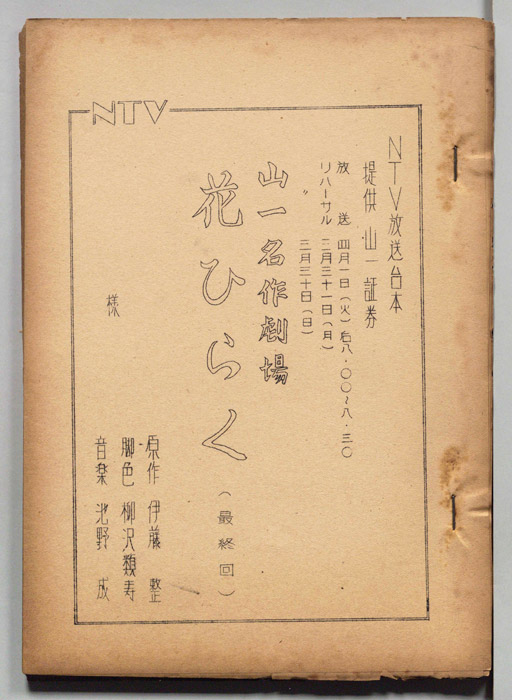 NTV
NTV放送台本
提供 山一証券
放送 四月一日(火)后八・〇〇~八・三〇
リハーサル 三月三十一日(月)
〃 三月三十日(日)
山一名作劇場
花ひらく
(最終回)
様
原作 伊藤 整
脚色 柳沢類寿
音楽 池野 成